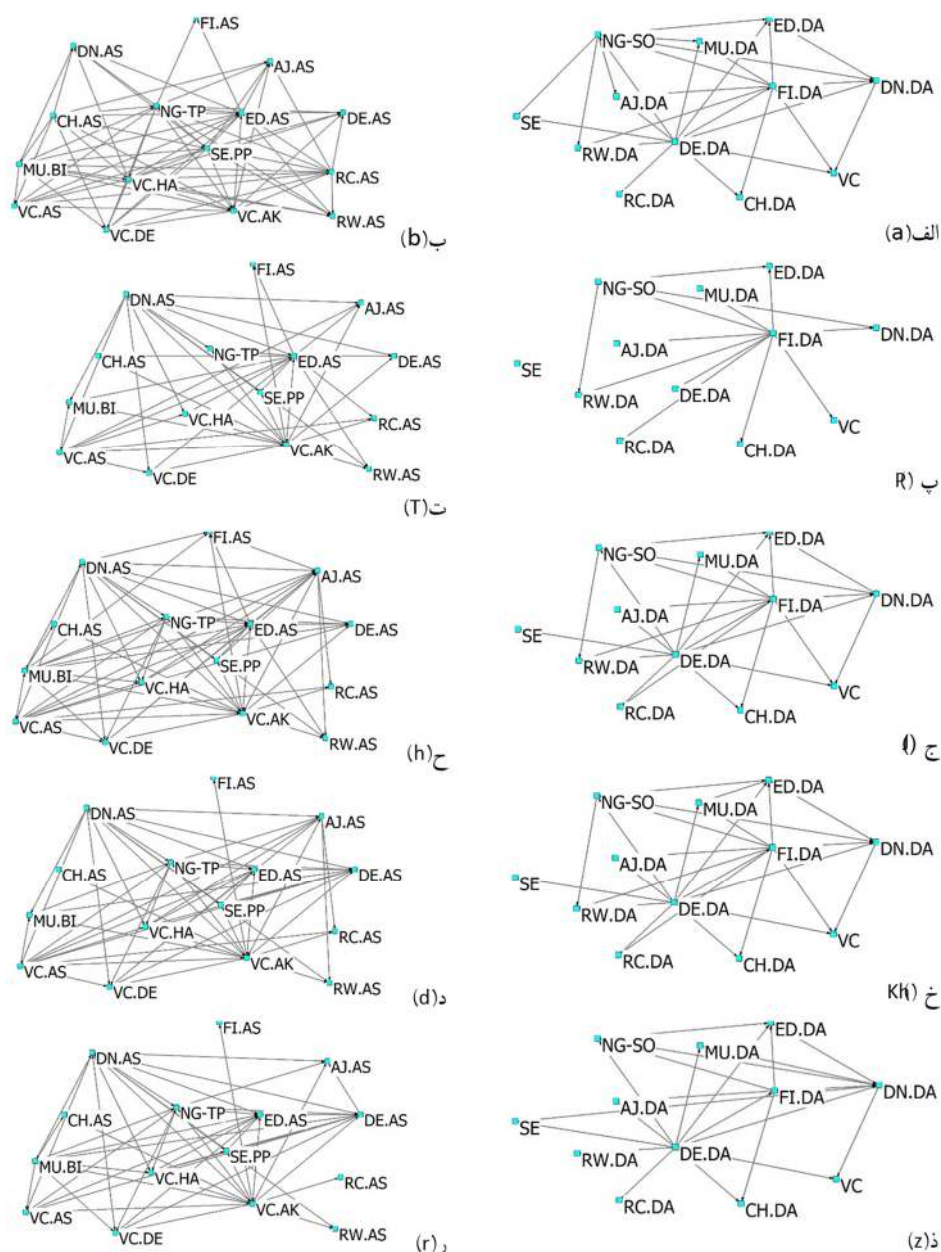 FI.AS
DN.AS
AJ.AS
NG-TP
CH.AS
ED.AS
DE.AS
SE.PP
MU.BI
VC.HA
RC.AS
VC.AS
VC.AK
RW.AS
VC.DE
ب(b)
ED.DA
NG-SO
MU.DA
DN.DA
FI.DA
AJ.DA
SE
RW.DA
DE.DA
VC
RC.DA
CH.DA
الف(a)
FI.AS
DN.AS
AJ.AS
NG-TP
CH.AS
ED.AS
DE.AS
SE.PP
MU.BI
VC.HA
RC.AS
VC.AS
VC.AK
RW.AS
VC.DE
ت(T)
ED.DA
NG-SO
MU.DA
DN.DA
FI.DA
AJ.DA
SE
DE.DA
RW.DA
VC
RC.DA
CH.DA
پ
FI.AS
DN.AS
AJ.AS
NG-TP
CH.AS
ED.AS
DE.AS
SE.PP
MU.BI
VC.HA
RC.AS
VC.AS
VC.AK
RW.AS
VC.DE
ح(h)
ED.DA
NG-SO
MU.DA
DN.DA
FI.DA
AJ.DA
SE
RW.DA
DE.DA
VC
RC.DA
CH.DA
ج
FI.AS
DN.AS
AJ.AS
NG-TP
CH.AS
ED.AS
DE.AS
SE.PP
MU.BI
VC.HA
RC.AS
VC.AS
VC.AK
RW.AS
VC.DE
د(d)
ED.DA
NG-SO
MU.DA
DN.DA
FI.DA
AJ.DA
SE
RW.DA
DE.DA
VC
RC.DA
CH.DA
خ
FI.AS
DN.AS
AJ.AS
NG-TP
CH.AS
ED.AS
DE.AS
SE.PP
MU.BI
VC.HA
RC.AS
VC.AS
VC.AK
RW.AS
VC.DE
ر(r)
ED.DA
NG-SO
MU.DA
DN.DA
FI.DA
AJ.DA
SE
RW.DA
DE.DA
VC
RC.DA
CH.DA
ذ(z)